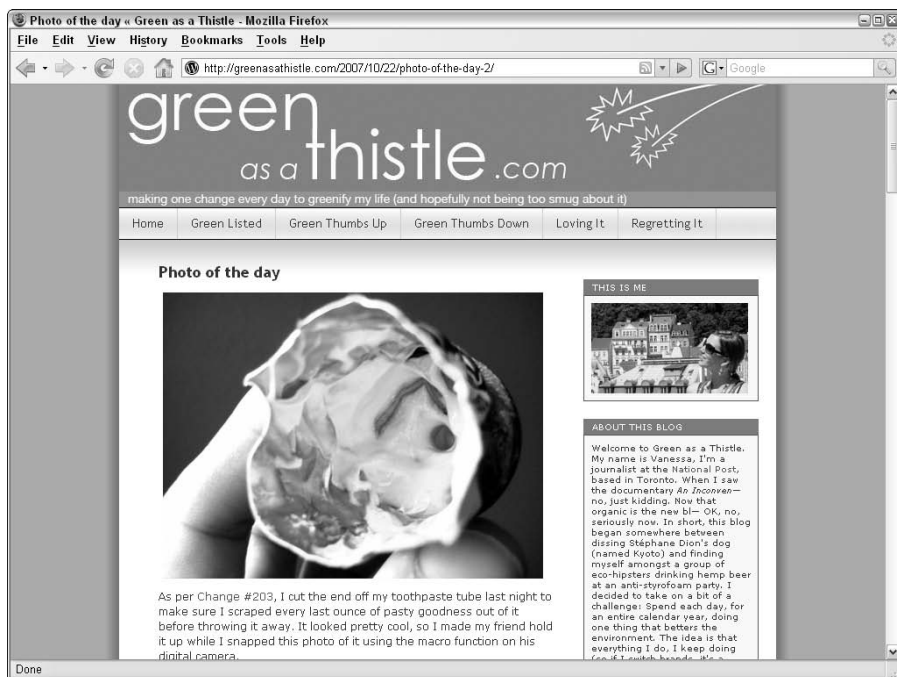 Photo of the day « Green as a Thistle - Mozilla Firefox
File Edit View History Bookmarks Tools Help
http://greenasathistle.com/2007/10/22/photo-of-the-day-2/
G Google
green
as a thistle .com
making one change every day to greenify my life (and hopefully not being too smug about it)
Home Green Listed Green Thumbs Up Green Thumbs Down Loving It Regretting It
Photo of the day
As per Change #203, I cut the end off my toothpaste tube last night to
make sure I scraped every last ounce of pasty goodness out of it
before throwing it away. It looked pretty cool, so I made my friend hold
it up while I snapped this photo of it using the macro function on his
digital camera.
THIS IS ME
ABOUT THIS BLOG
Welcome to Green as a Thistle.
My name is Vanessa, I'm a
journalist at the National Post,
based in Toronto. When I saw
the documentary An Inconven—
no, just kidding. Now that
organic is the new bl— OK, no,
seriously now. In short, this blog
began somewhere between
dissing Stéphane Dion's dog
(named Kyoto) and finding
myself amongst a group of
eco-hipsters drinking hemp beer
at an anti-styrofoam party. I
decided to take on a bit of a
challenge: Spend each day, for
an entire calendar year, doing
one thing that betters the
environment. The idea is that
everything I do, I keep doing
(so if I switch brands, it's a
Done